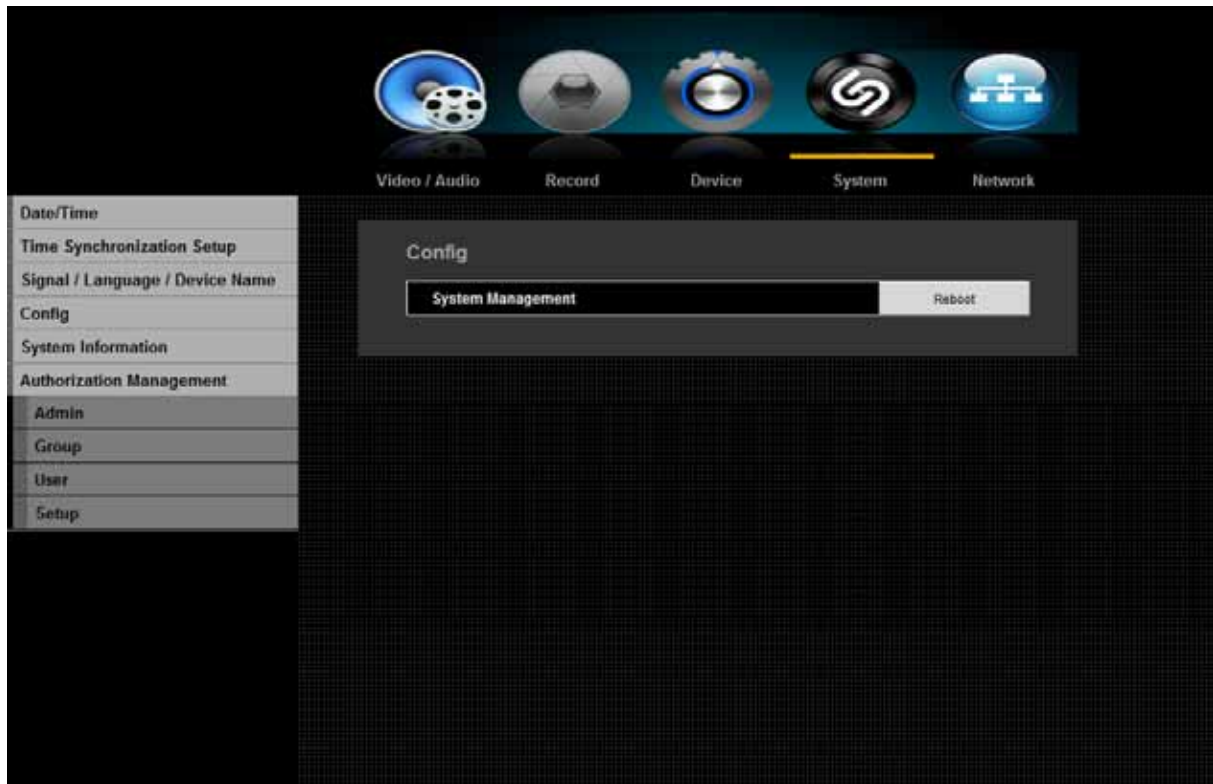 Video / Audio
Record
Device
System
Network
Date/Time
Time Synchronization Setup
Signal / Language / Device Name
Config
System Information
Authorization Management
Admin
Group
User
Setup
Config
System Management
Reboot